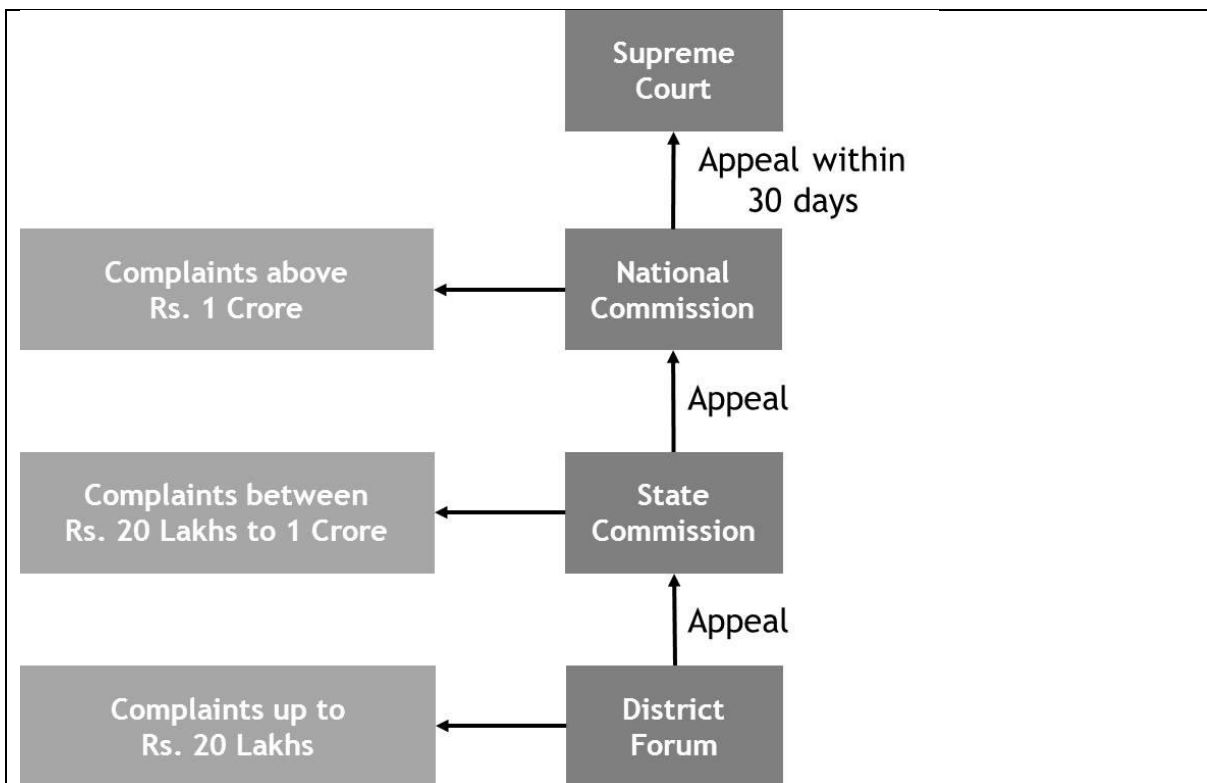 Supreme
Court
Appeal within
30 days
Complaints above
Rs. 1 Crore
National
Commission
Appeal
Complaints between
Rs. 20 Lakhs to 1 Crore
State
Commission
Appeal
Complaints up to
Rs. 20 Lakhs
District
Forum